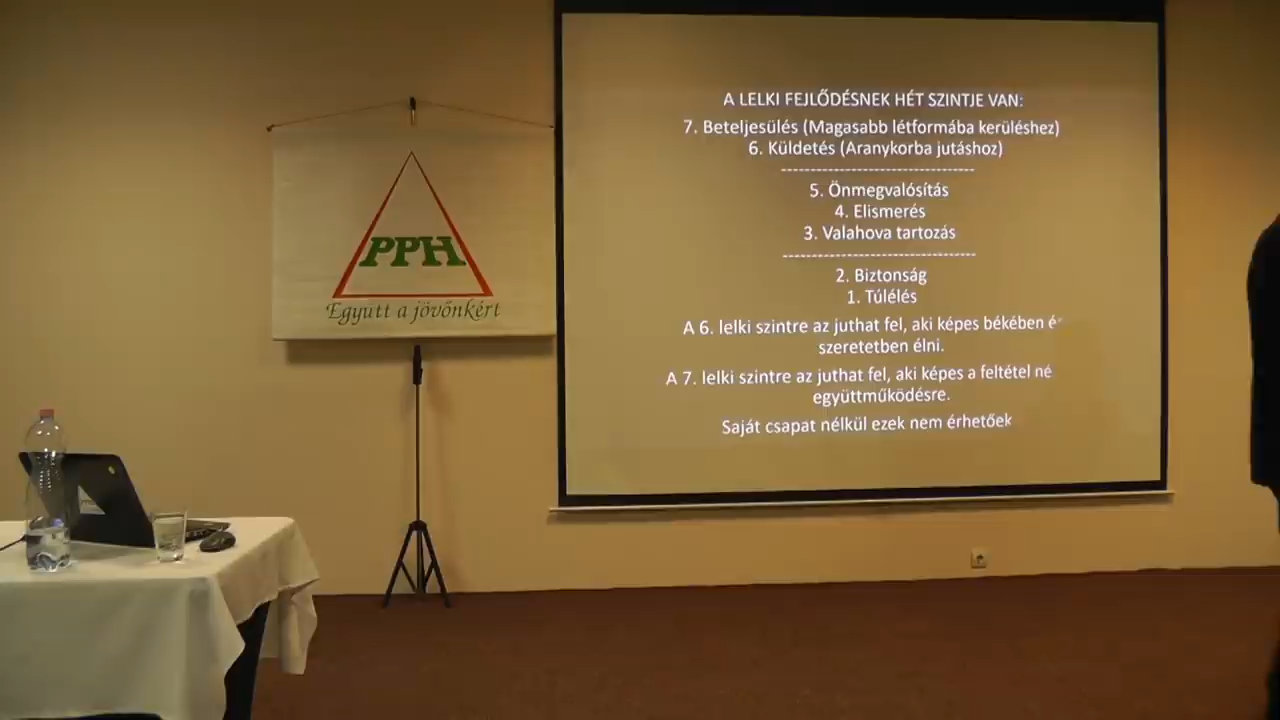 PPH
Együtt a jövőnkért
A LELKI FEJLŐDÉSNEK HÉT SZINTJE VAN:
7. Beteljesülés (Magasabb létformába kerüléshez)
6. Küldetés (Aranykorba jutáshoz)
------------------------------
5. Önmegvalósítás
4. Elismerés
3. Valahova tartozás
------------------------------
2. Biztonság
1. Túlélés
A 6. lelki szintre az juthat fel, aki képes békében é
szeretetben élni.
A 7. lelki szintre az juthat fel, aki képes a feltétel né
együttműködésre.
Saját csapat nélkül ezek nem érhetőek